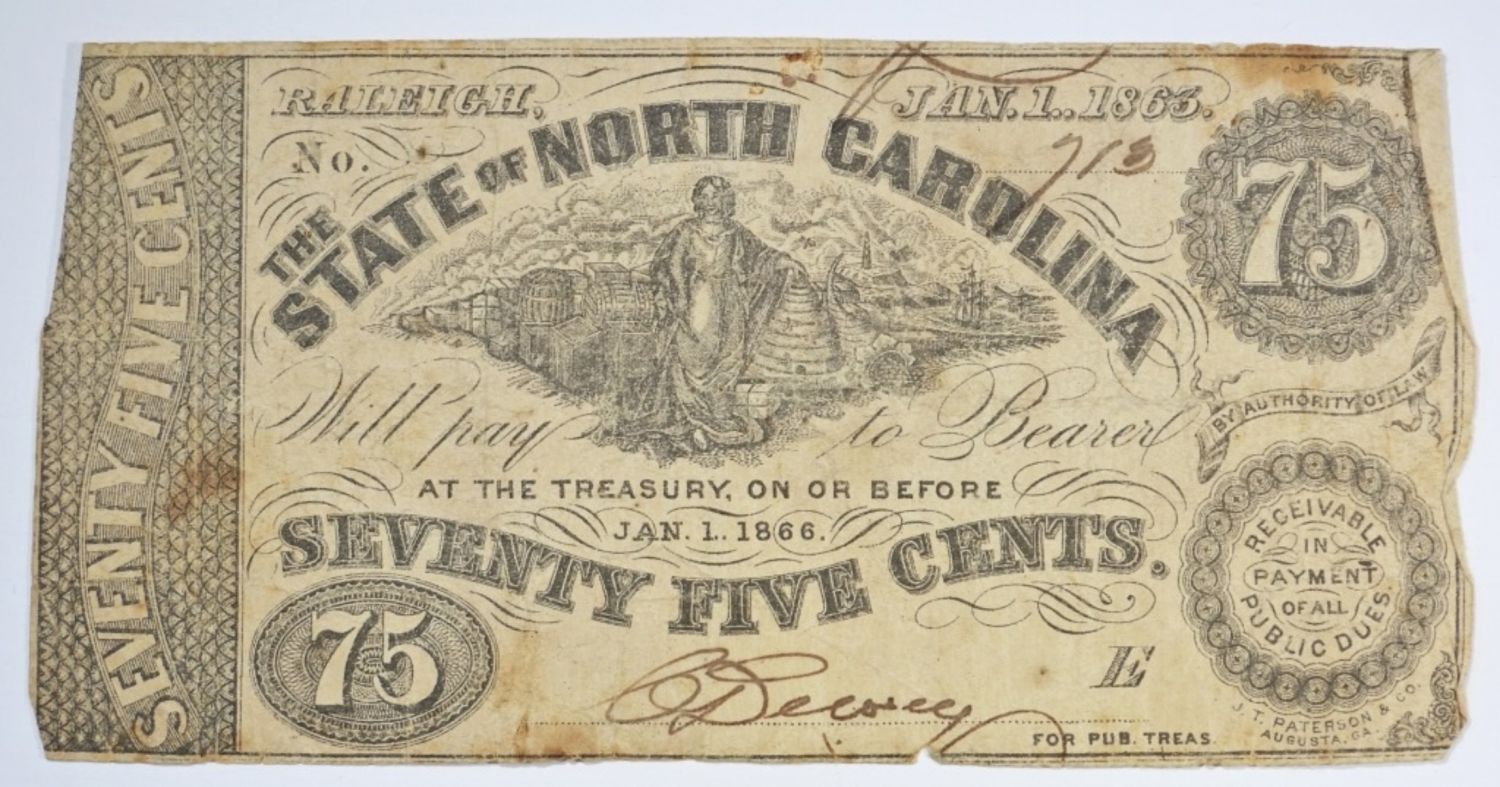 RALEIGH, JAN. 1.. 1863.
No. 713
THE STATE OF NORTH CAROLINA
75
Will pay to Bearer
BY AUTHORITY OF LAW
AT THE TREASURY, ON OR BEFORE
JAN. 1.. 1866.
SEVENTY FIVE CENTS.
75
RECEIVABLE
IN
PAYMENT
OF ALL
PUBLIC DUES.
E
FOR PUB. TREAS.
J. T. PATERSON & CO.
AUGUSTA, GA.
SEVENTY FIVE CENTS